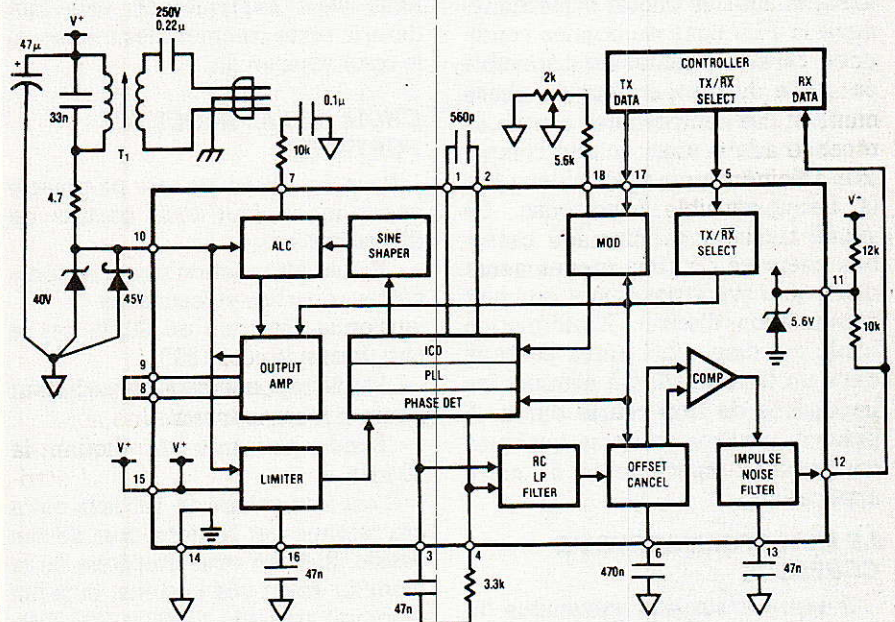 47μ
V+
250V
0.22μ
33n
T1
4.7
0.1μ
10k
560p
2k
5.6k
CONTROLLER
TX
DATA
TX/RX
SELECT
RX
DATA
7
1
2
18
17
5
10
ALC
SINE
SHAPER
MOD
TX/RX
SELECT
V+
12k
11
10k
5.6V
40V
45V
9
8
OUTPUT
AMP
ICO
PLL
PHASE DET
COMP
V+
V+
15
LIMITER
RC
LP
FILTER
OFFSET
CANCEL
IMPULSE
NOISE
FILTER
12
14
16
3
4
6
13
47n
47n
3.3k
470n
47n